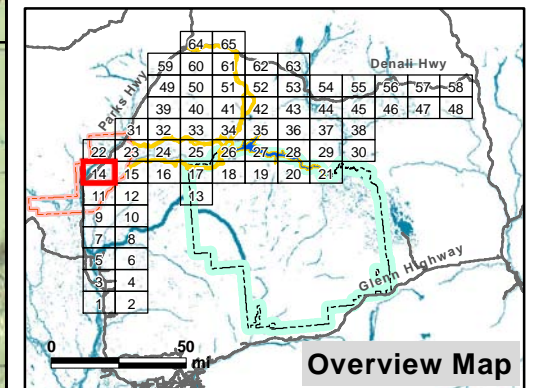 64 65
59 60 61 62 63
Denali Hwy
49 50 51 52 53 54 55 56 57 58
Parks Hwy
39 40 41 42 43 44 45 46 47 48
31 32 33 34 35 36 37 38
22 23 24 25 26 27 28 29 30
14 15 16 17 18 19 20 21
11 12 13
9 10
7 8
5 6
Glenn Highway
3 4
1 2
0 50
mi
Overview Map